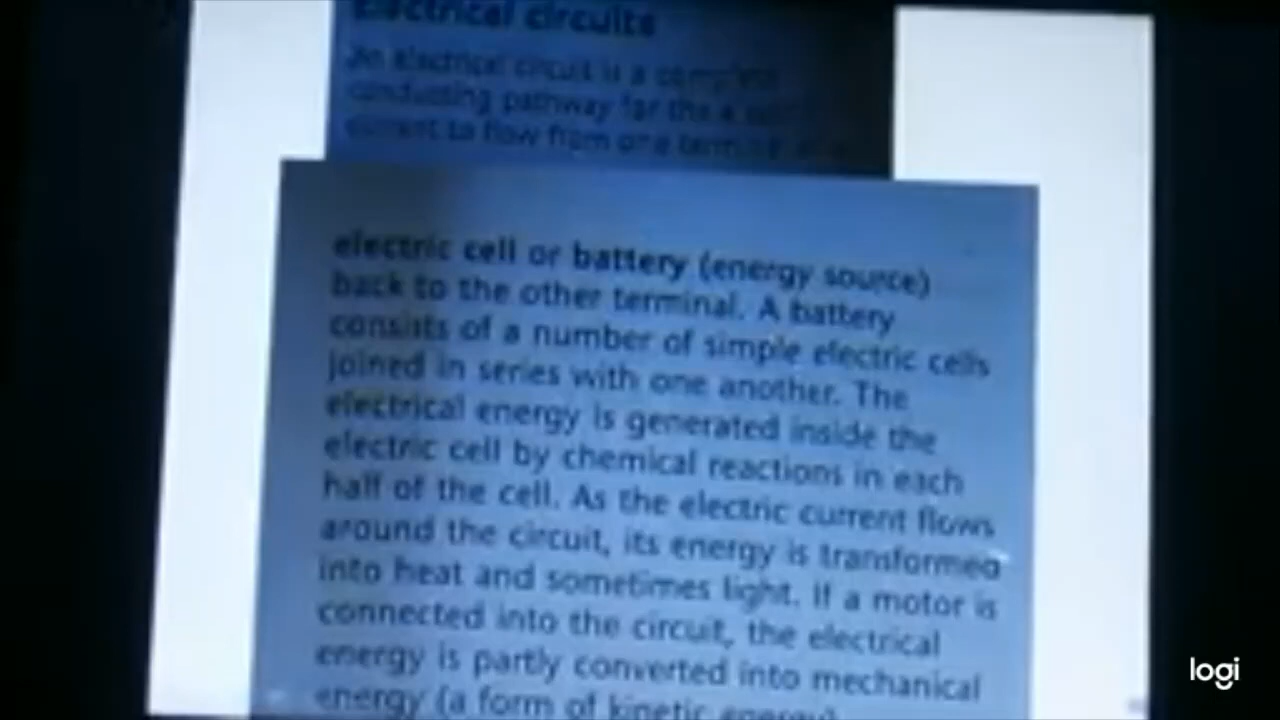 Electrical circuits
An electrical circuit is a complete
conducting pathway for the
current to flow from one terminal
electric cell or battery (energy source)
back to the other terminal. A battery
consists of a number of simple electric cells
joined in series with one another. The
electrical energy is generated inside the
electric cell by chemical reactions in each
half of the cell. As the electric current flows
around the circuit, its energy is transformed
into heat and sometimes light. If a motor is
connected into the circuit, the electrical
energy is partly converted into mechanical
energy (a form of kinetic energy)
logi